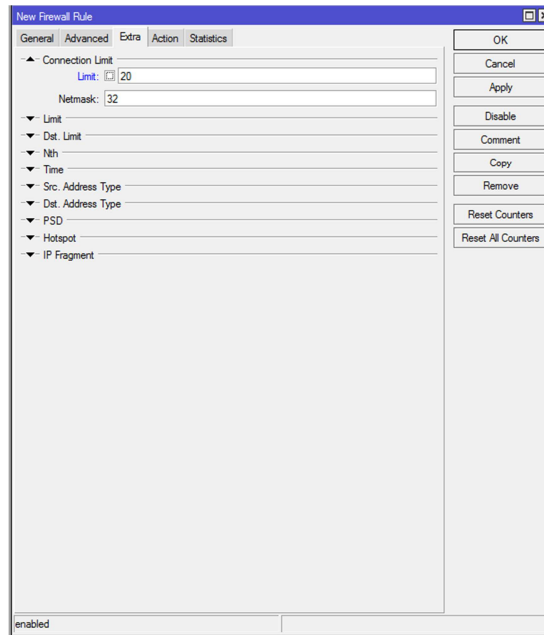 New Firewall Rule
General Advanced Extra Action Statistics
Connection Limit
Limit: 20
Netmask: 32
Limit
Dst. Limit
Nth
Time
Src. Address Type
Dst. Address Type
PSD
Hotspot
IP Fragment
OK
Cancel
Apply
Disable
Comment
Copy
Remove
Reset Counters
Reset All Counters
enabled